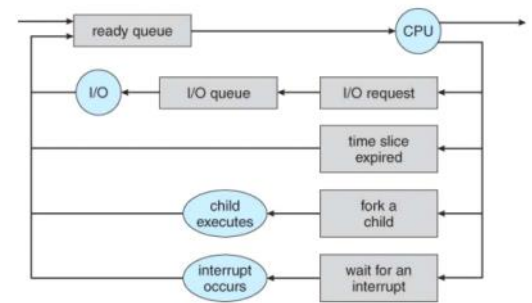 ready queue
CPU
I/O
I/O queue
I/O request
time slice
expired
child
executes
fork a
child
interrupt
occurs
wait for an
interrupt